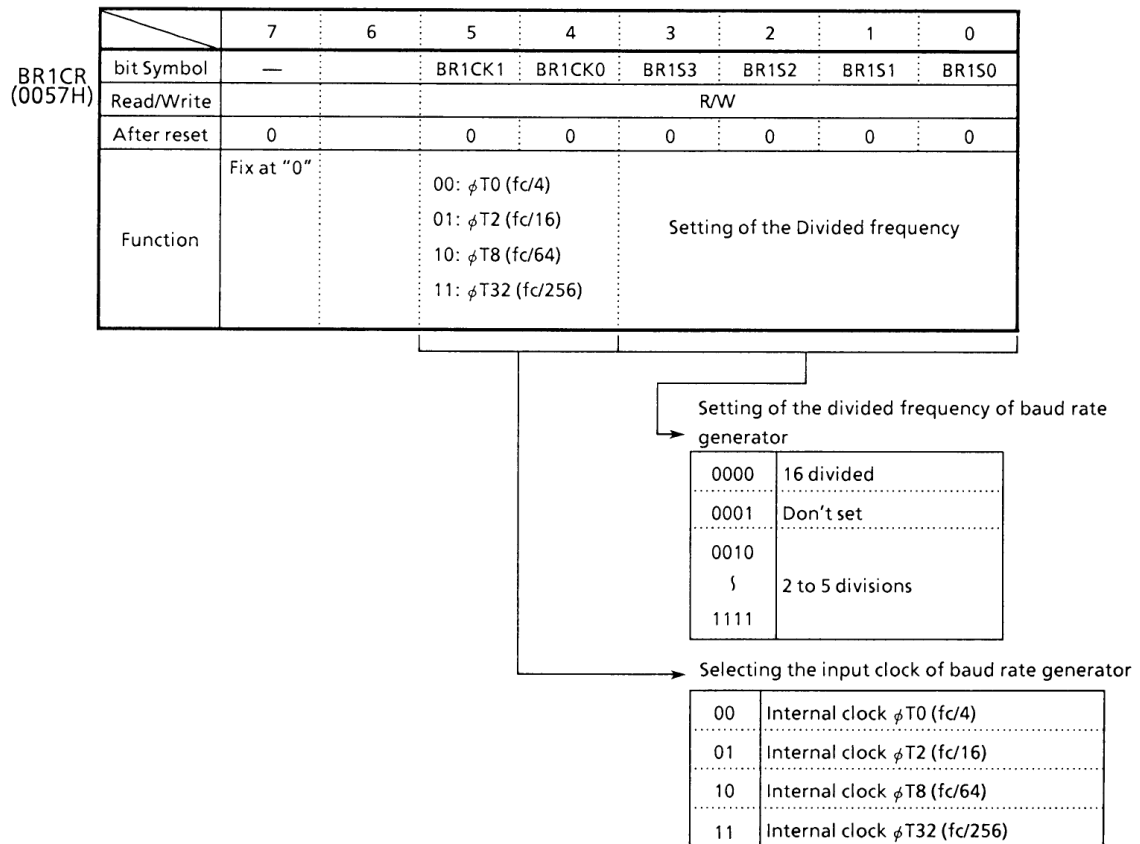 7 6 5 4 3 2 1 0
BR1CR
(0057H)
bit Symbol — BR1CK1 BR1CK0 BR1S3 BR1S2 BR1S1 BR1S0
Read/Write R/W
After reset 0 0 0 0 0 0 0
Function
Fix at "0"
00: φT0 (fc/4)
01: φT2 (fc/16)
10: φT8 (fc/64)
11: φT32 (fc/256)
Setting of the Divided frequency
Setting of the divided frequency of baud rate
generator
0000 16 divided
0001 Don't set
0010
∫ 2 to 5 divisions
1111
Selecting the input clock of baud rate generator
00 Internal clock φT0 (fc/4)
01 Internal clock φT2 (fc/16)
10 Internal clock φT8 (fc/64)
11 Internal clock φT32 (fc/256)